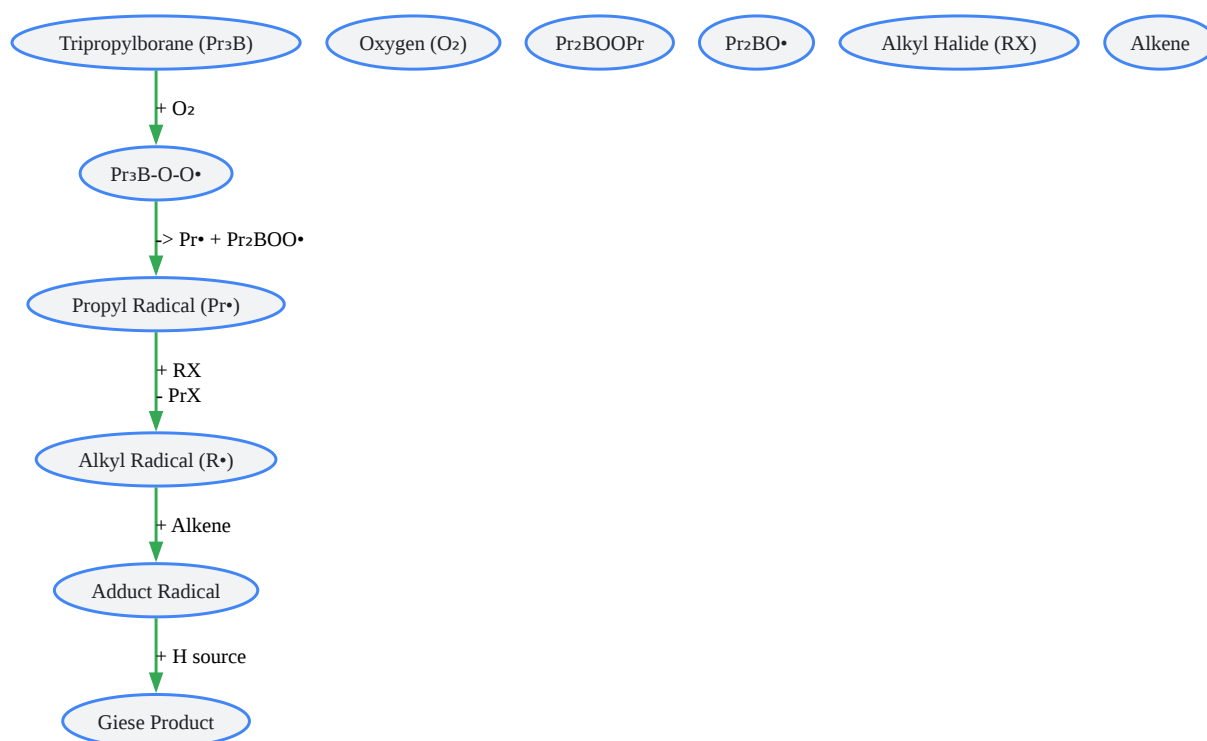 Tripropylborane (Pr₃B)
Oxygen (O₂)
Pr₂BOOPr
Pr₂BO•
Alkyl Halide (RX)
Alkene
+ O₂
Pr₃B-O-O•
-> Pr• + Pr₂BOO•
Propyl Radical (Pr•)
+ RX
- PrX
Alkyl Radical (R•)
+ Alkene
Adduct Radical
+ H source
Giese Product